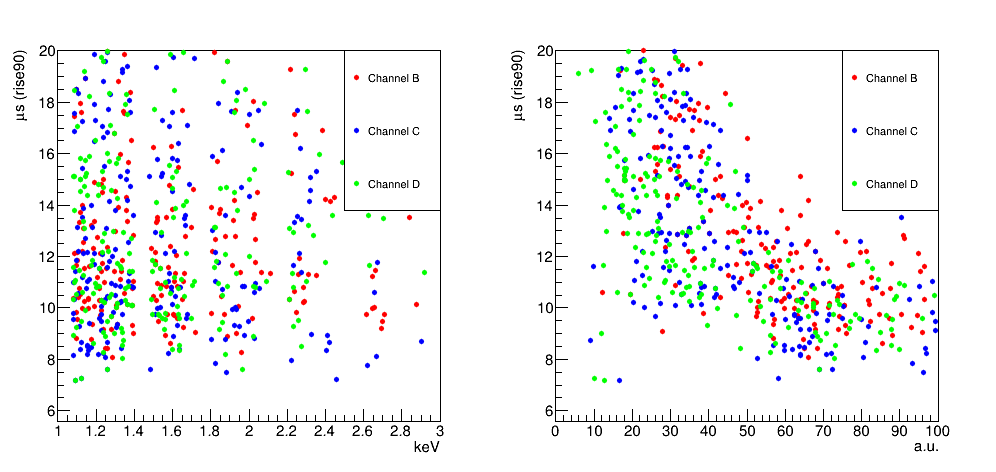 μs (rise90)
20
18
16
14
12
10
8
6
Channel B
Channel C
Channel D
1 1.2 1.4 1.6 1.8 2 2.2 2.4 2.6 2.8 3
keV
μs (rise90)
20
18
16
14
12
10
8
6
Channel B
Channel C
Channel D
0 10 20 30 40 50 60 70 80 90 100
a.u.